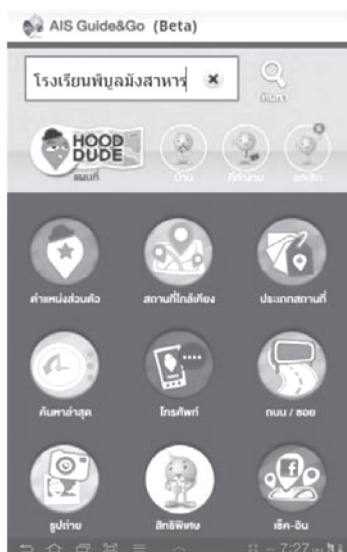 AIS Guide&Go (Beta)
โรงเรียนพิบูลมังสาหาร
ค้นหา
HOOD
DUDE
แผนที่ บ้าน ที่ทำงาน ยกเลิก
ตำแหน่งส่วนตัว สถานที่ใกล้เคียง ประเภทสถานที่
ค้นหาล่าสุด โทรศัพท์ ถนน / ซอย
รูปถ่าย สิทธิพิเศษ เช็ค-อิน
7:27